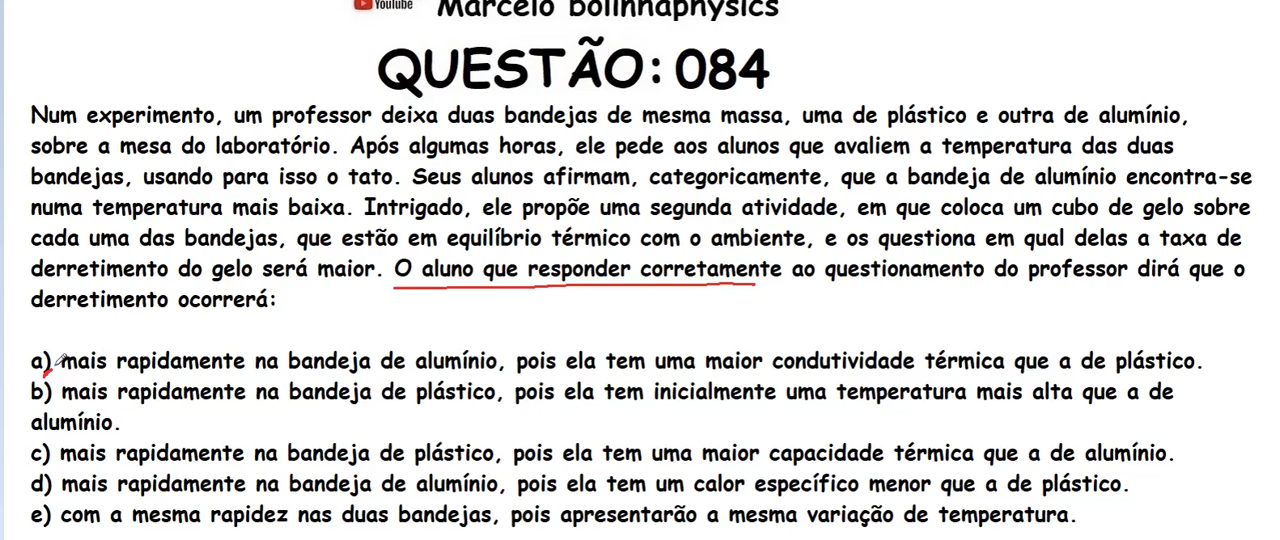 YouTube Marcelo bolinhaphysics
QUESTÃO: 084
Num experimento, um professor deixa duas bandejas de mesma massa, uma de plástico e outra de alumínio,
sobre a mesa do laboratório. Após algumas horas, ele pede aos alunos que avaliem a temperatura das duas
bandejas, usando para isso o tato. Seus alunos afirmam, categoricamente, que a bandeja de alumínio encontra-se
numa temperatura mais baixa. Intrigado, ele propõe uma segunda atividade, em que coloca um cubo de gelo sobre
cada uma das bandejas, que estão em equilíbrio térmico com o ambiente, e os questiona em qual delas a taxa de
derretimento do gelo será maior. O aluno que responder corretamente ao questionamento do professor dirá que o
derretimento ocorrerá:
a) mais rapidamente na bandeja de alumínio, pois ela tem uma maior condutividade térmica que a de plástico.
b) mais rapidamente na bandeja de plástico, pois ela tem inicialmente uma temperatura mais alta que a de
alumínio.
c) mais rapidamente na bandeja de plástico, pois ela tem uma maior capacidade térmica que a de alumínio.
d) mais rapidamente na bandeja de alumínio, pois ela tem um calor específico menor que a de plástico.
e) com a mesma rapidez nas duas bandejas, pois apresentarão a mesma variação de temperatura.